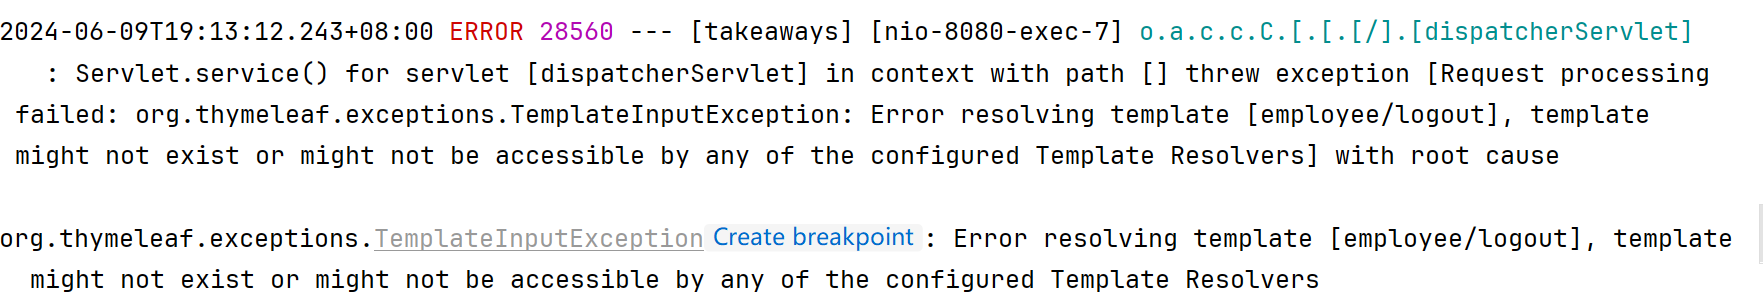 2024-06-09T19:13:12.243+08:00 ERROR 28560 --- [takeaways] [nio-8080-exec-7] o.a.c.c.C.[.[.[/].[dispatcherServlet]
: Servlet.service() for servlet [dispatcherServlet] in context with path [] threw exception [Request processing
failed: org.thymeleaf.exceptions.TemplateInputException: Error resolving template [employee/logout], template
might not exist or might not be accessible by any of the configured Template Resolvers] with root cause
org.thymeleaf.exceptions.TemplateInputException Create breakpoint : Error resolving template [employee/logout], template
might not exist or might not be accessible by any of the configured Template Resolvers